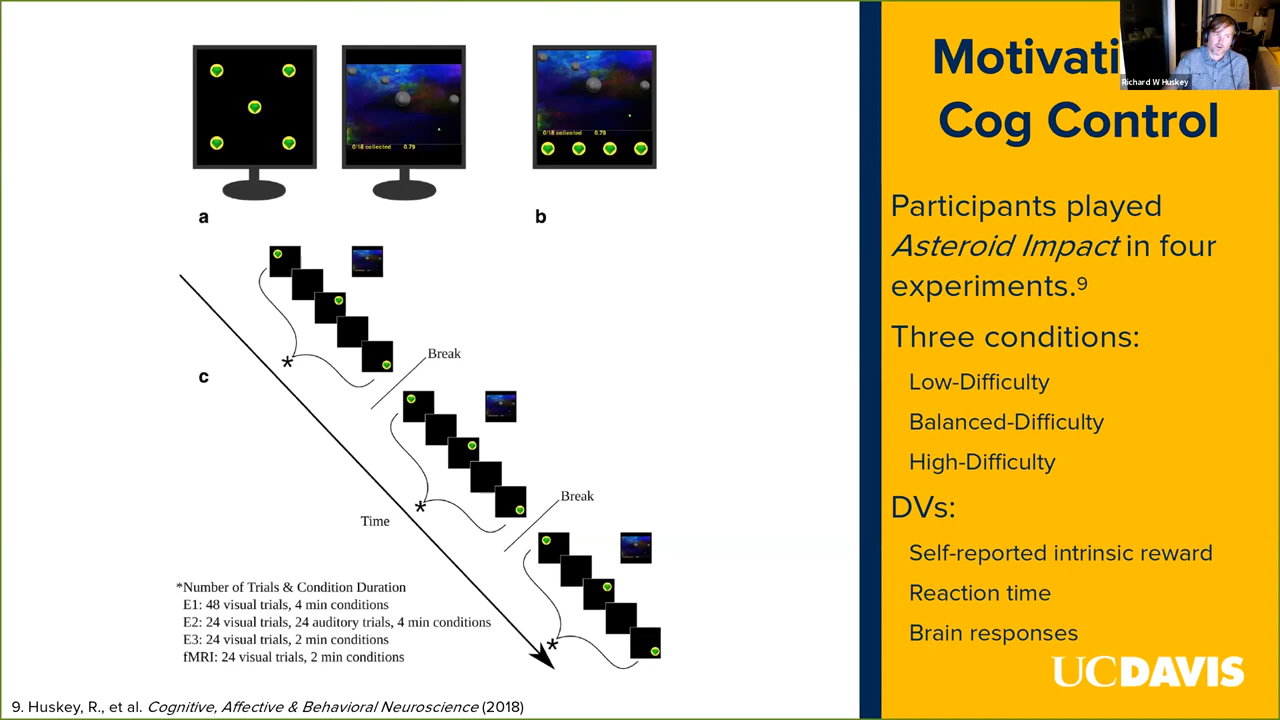 0/18 collected 0.79
0/18 collected 0.79
a
b
c
Break
Break
Time
*Number of Trials & Condition Duration
E1: 48 visual trials, 4 min conditions
E2: 24 visual trials, 24 auditory trials, 4 min conditions
E3: 24 visual trials, 2 min conditions
fMRI: 24 visual trials, 2 min conditions
*
*
*
9. Huskey, R., et al. Cognitive, Affective & Behavioral Neuroscience (2018)
Richard W Huskey
Cog Control
Participants played
Asteroid Impact in four
experiments.9
Three conditions:
Low-Difficulty
Balanced-Difficulty
High-Difficulty
DVs:
Self-reported intrinsic reward
Reaction time
Brain responses
UCDAVIS